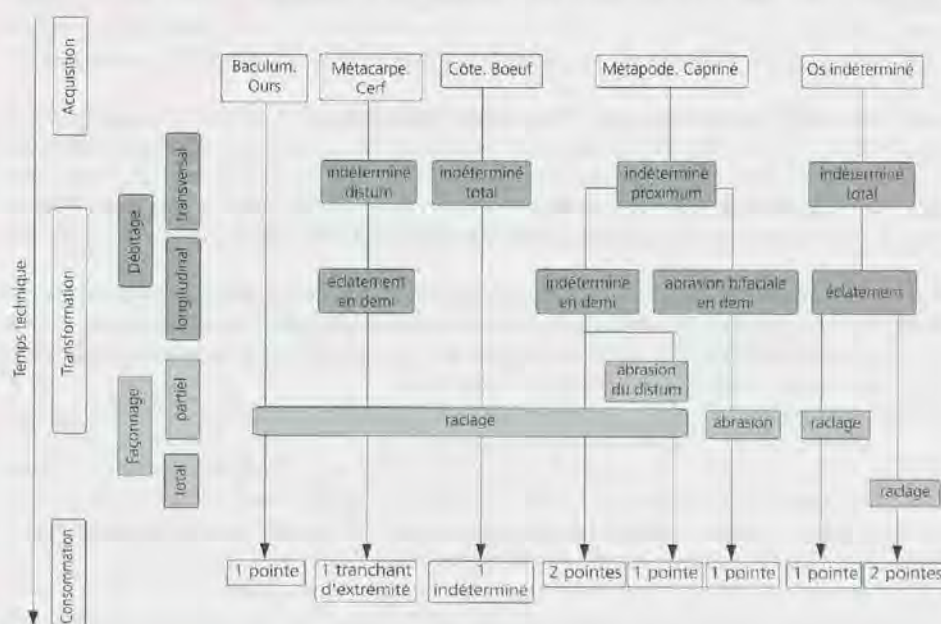 Temps technique
Acquisition
Transformation
Consommation
Débitage
Façonnage
transversal
longitudinal
partiel
total
Baculum.
Ours
Métacarpe.
Cerf
Côte. Boeuf
Métapode. Capriné
Os indéterminé
indéterminé
distum
indéterminé
total
indéterminé
proximum
indéterminé
total
éclatement
en demi
indéterminé
en demi
abrasion bifaciale
en demi
éclatement
abrasion
du distum
raclage
abrasion
raclage
raclage
1 pointe
1 tranchant
d'extrémité
1
indéterminé
2 pointes
1 pointe
1 pointe
1 pointe
2 pointes